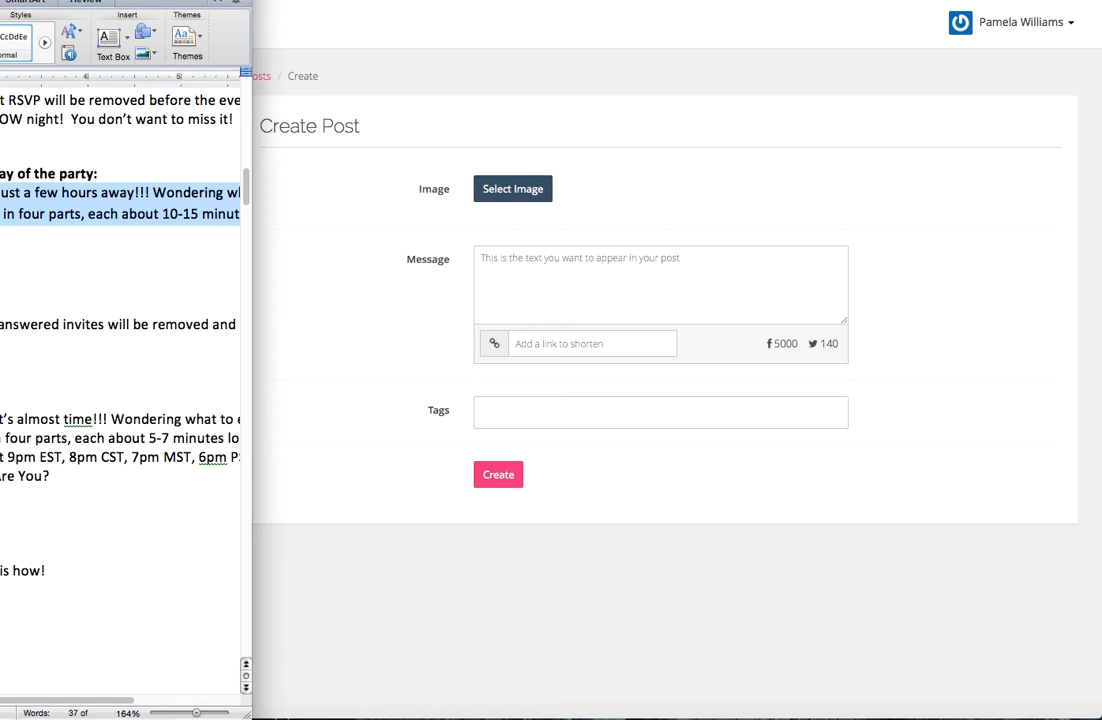 SmartArt Review
Styles Insert Themes
CcDdEe
Text Box Themes
t RSVP will be removed before the eve
OW night! You don't want to miss it!
ay of the party:
ust a few hours away!!! Wondering wh
in four parts, each about 10-15 minut
answered invites will be removed and
t's almost time!!! Wondering what to e
four parts, each about 5-7 minutes lo
t 9pm EST, 8pm CST, 7pm MST, 6pm PS
re You?
is how!
Words: 37 of 164%
Pamela Williams
osts / Create
Create Post
Image Select Image
Message This is the text you want to appear in your post
Add a link to shorten 5000 140
Tags
Create